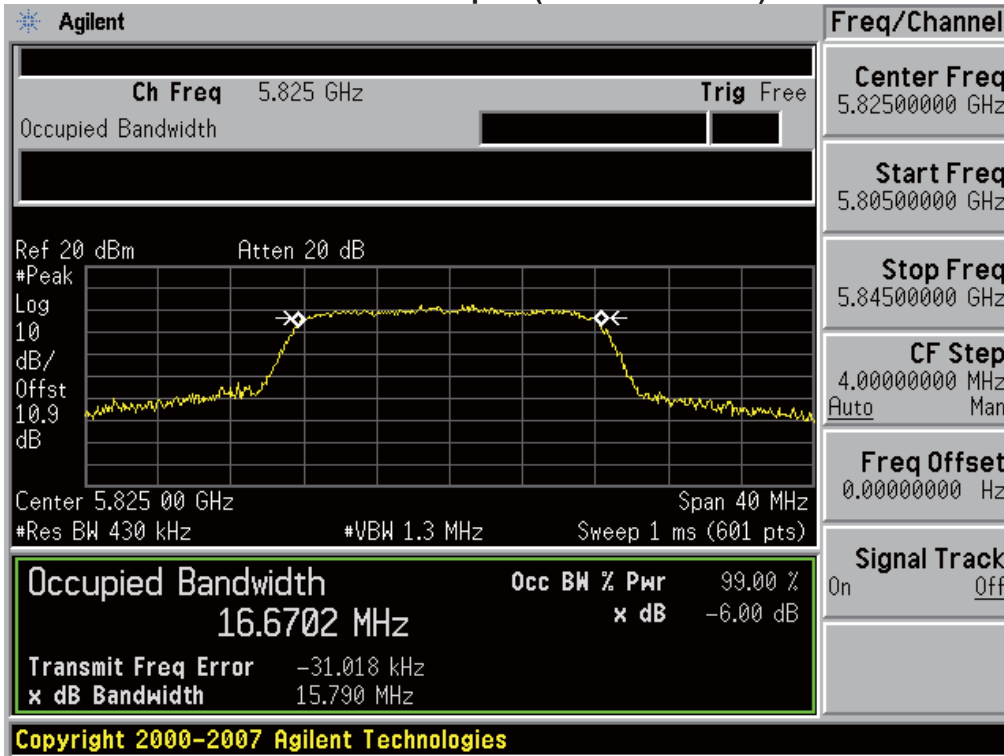 Agilent
Freq/Channel
Ch Freq 5.825 GHz Trig Free
Occupied Bandwidth
Center Freq
5.82500000 GHz
Start Freq
5.80500000 GHz
Stop Freq
5.84500000 GHz
CF Step
4.00000000 MHz
Auto Man
Freq Offset
0.00000000 Hz
Signal Track
On Off
Ref 20 dBm Atten 20 dB
#Peak
Log
10
dB/
Offst
10.9
dB
Center 5.825 00 GHz Span 40 MHz
#Res BW 430 kHz #VBW 1.3 MHz Sweep 1 ms (601 pts)
Occupied Bandwidth
16.6702 MHz
Occ BW % Pwr 99.00 %
x dB -6.00 dB
Transmit Freq Error -31.018 kHz
x dB Bandwidth 15.790 MHz
Copyright 2000-2007 Agilent Technologies